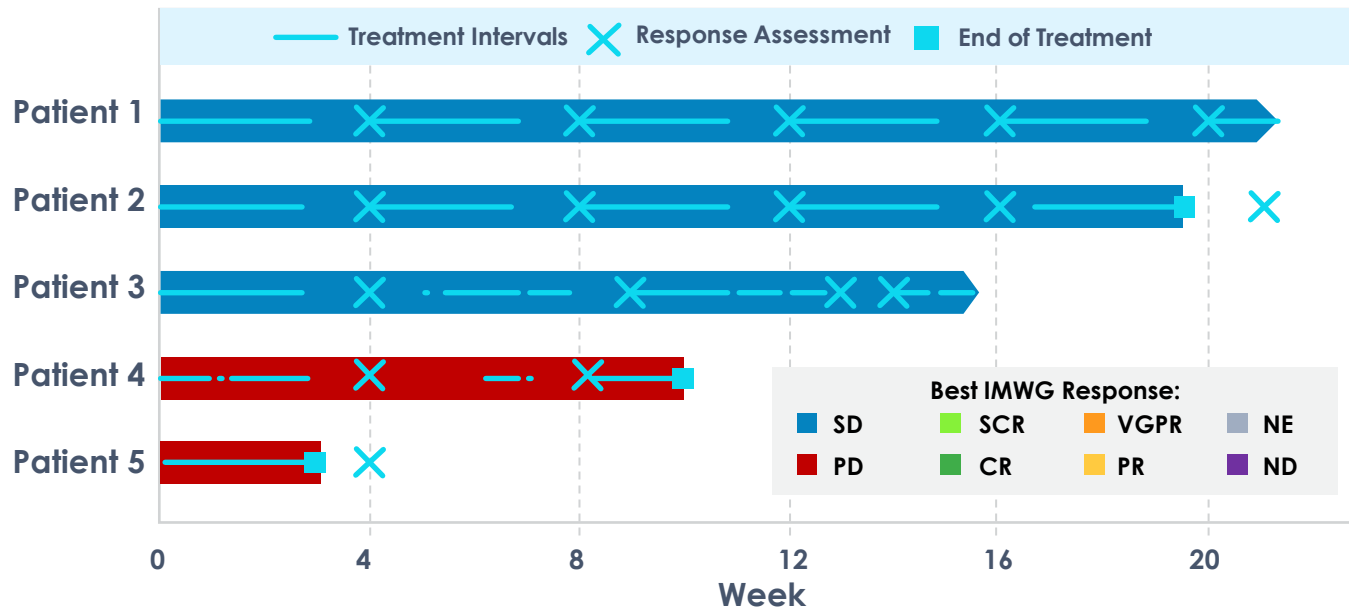 Treatment Intervals Response Assessment End of Treatment
Patient 1
Patient 2
Patient 3
Patient 4
Patient 5
Best IMWG Response:
SD SCR VGPR NE
PD CR PR ND
0 4 8 12 16 20
Week